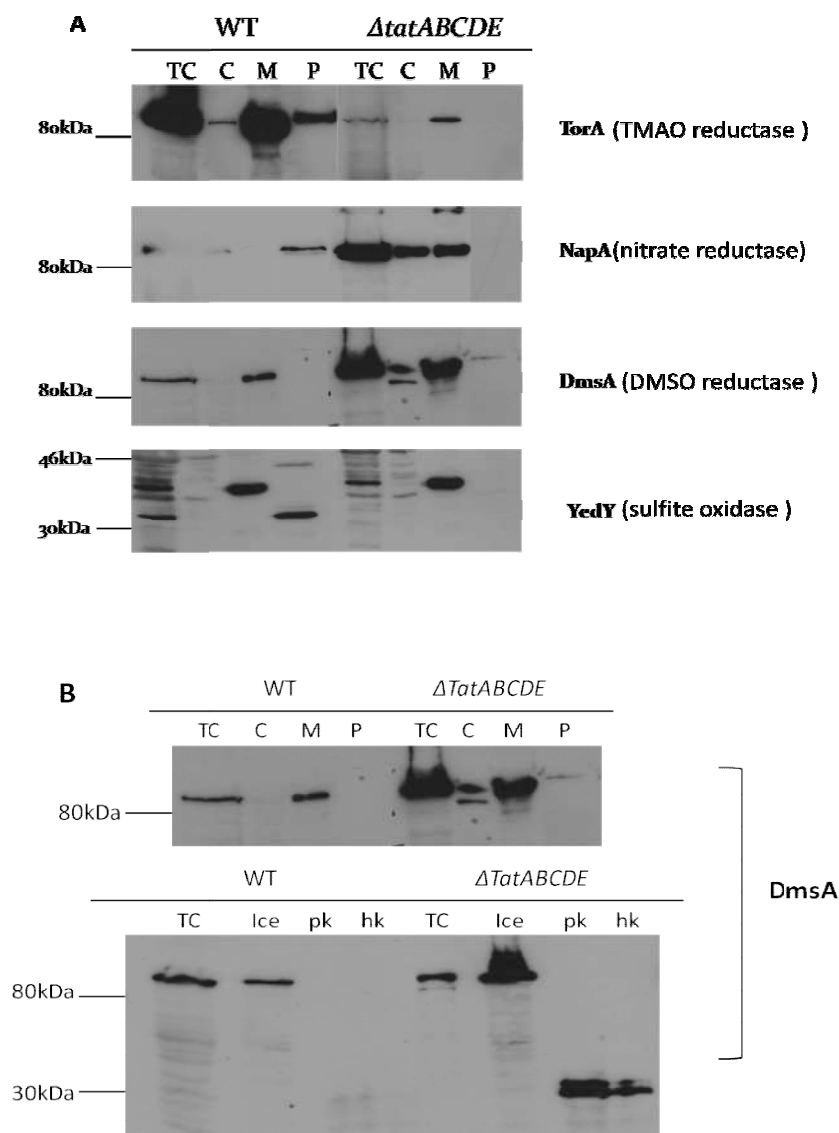 A
WT ΔtatABCDE
TC C M P TC C M P
80kDa TorA (TMAO reductase )
80kDa NapA(nitrate reductase)
80kDa DmsA (DMSO reductase )
46kDa
30kDa YedY (sulfite oxidase )
B
WT ΔTatABCDE
TC C M P TC C M P
80kDa
DmsA
WT ΔTatABCDE
TC Ice pk hk TC Ice pk hk
80kDa
30kDa